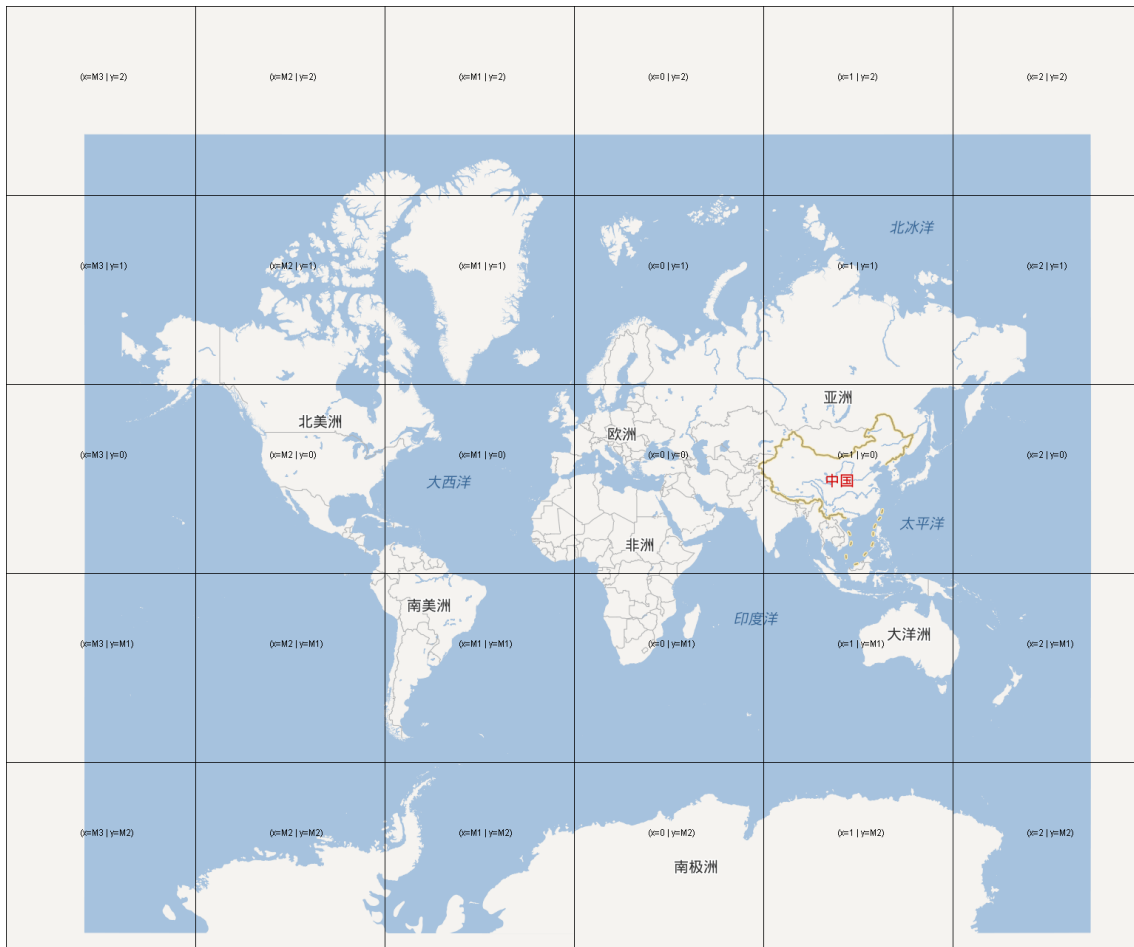 (x=M3 | y=2)
(x=M2 | y=2)
(x=M1 | y=2)
(x=0 | y=2)
(x=1 | y=2)
(x=2 | y=2)
北冰洋
(x=M3 | y=1)
(x=M2 | y=1)
(x=M1 | y=1)
(x=0 | y=1)
(x=1 | y=1)
(x=2 | y=1)
亚洲
北美洲
欧洲
(x=M3 | y=0)
(x=M2 | y=0)
(x=M1 | y=0)
(x=0 | y=0)
(x=1 | y=0)
(x=2 | y=0)
大西洋
中国
太平洋
非洲
南美洲
印度洋
大洋洲
(x=M3 | y=M1)
(x=M2 | y=M1)
(x=M1 | y=M1)
(x=0 | y=M1)
(x=1 | y=M1)
(x=2 | y=M1)
(x=M3 | y=M2)
(x=M2 | y=M2)
(x=M1 | y=M2)
(x=0 | y=M2)
(x=1 | y=M2)
(x=2 | y=M2)
南极洲